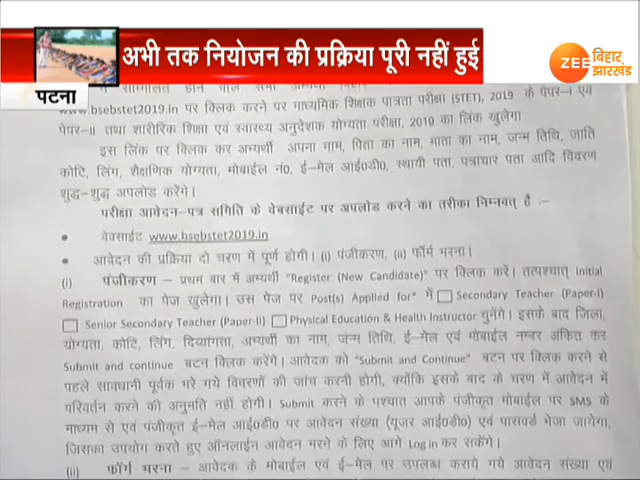 अभी तक नियोजन की प्रक्रिया पूरी नहीं हुई
ZEE बिहार झारखंड
पटना
www.bsebstet2019.in पर क्लिक करने पर माध्यमिक शिक्षक पात्रता परीक्षा (STET), 2019 के पेपर-I एवं
पेपर-II तथा शारीरिक शिक्षा एवं स्वास्थ्य अनुदेशक योग्यता परीक्षा, 2019 का लिंक खुलेगा
इस लिंक पर क्लिक कर अभ्यर्थी अपना नाम, पिता का नाम, माता का नाम, जन्म तिथि, जाति
कोटि, लिंग, शैक्षणिक योग्यता, मोबाईल नं0, ई-मेल आई0डी0, स्थायी पता, पत्राचार पता आदि विवरण
शुद्ध-शुद्ध अपलोड करेंगे।
परीक्षा आवेदन-पत्र समिति के वेबसाईट पर अपलोड करने का तरीका निम्नवत् है :-
• वेबसाईट www.bsebstet2019.in
• आवेदन की प्रक्रिया दो चरण में पूर्ण होगी। (i) पंजीकरण, (ii) फॉर्म भरना।
(i) पंजीकरण – प्रथम बार में अभ्यर्थी "Register (New Candidate)" पर क्लिक करें। तत्पश्चात् Initial
Registration का पेज खुलेगा। उस पेज पर Post(s) Applied for* में Secondary Teacher (Paper-I)
Senior Secondary Teacher (Paper-II) Physical Education & Health Instructor चुनेंगे। इसके बाद जिला,
योग्यता, कोटि, लिंग, दिव्यांगता, अभ्यर्थी का नाम, जन्म तिथि, ई-मेल एवं मोबाईल नम्बर अंकित कर
Submit and continue बटन क्लिक करेंगे। आवेदक को "Submit and Continue" बटन पर क्लिक करने से
पहले सावधानी पूर्वक भरे गये विवरणों की जांच करनी होगी, क्योंकि इसके बाद के चरण में आवेदन में
परिवर्तन करने की अनुमति नहीं होगी। Submit करने के पश्चात आपके पंजीकृत मोबाईल पर SMS के
माध्यम से एवं पंजीकृत ई-मेल आई0डी0 पर आवेदन संख्या (यूजर आई0डी0) एवं पासवर्ड भेजा जायेगा,
जिसका उपयोग करते हुए ऑनलाईन आवेदन भरने के लिए आगे Log in कर सकेंगे।
(ii) फॉर्म भरना – आवेदक के मोबाईल एवं ई-मेल पर उपलब्ध कराये गये आवेदन संख्या एवं